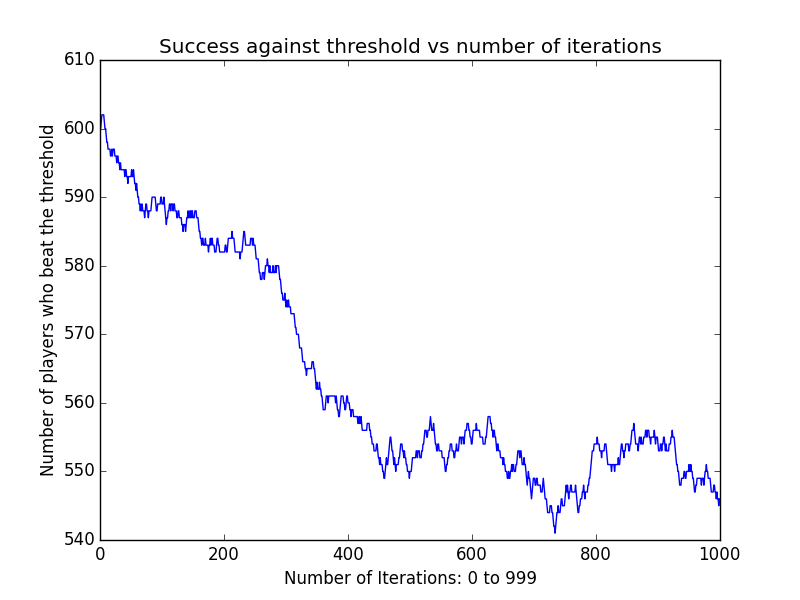 Success against threshold vs number of iterations
610
600
590
580
570
560
550
540
Number of players who beat the threshold
0 200 400 600 800 1000
Number of Iterations: 0 to 999